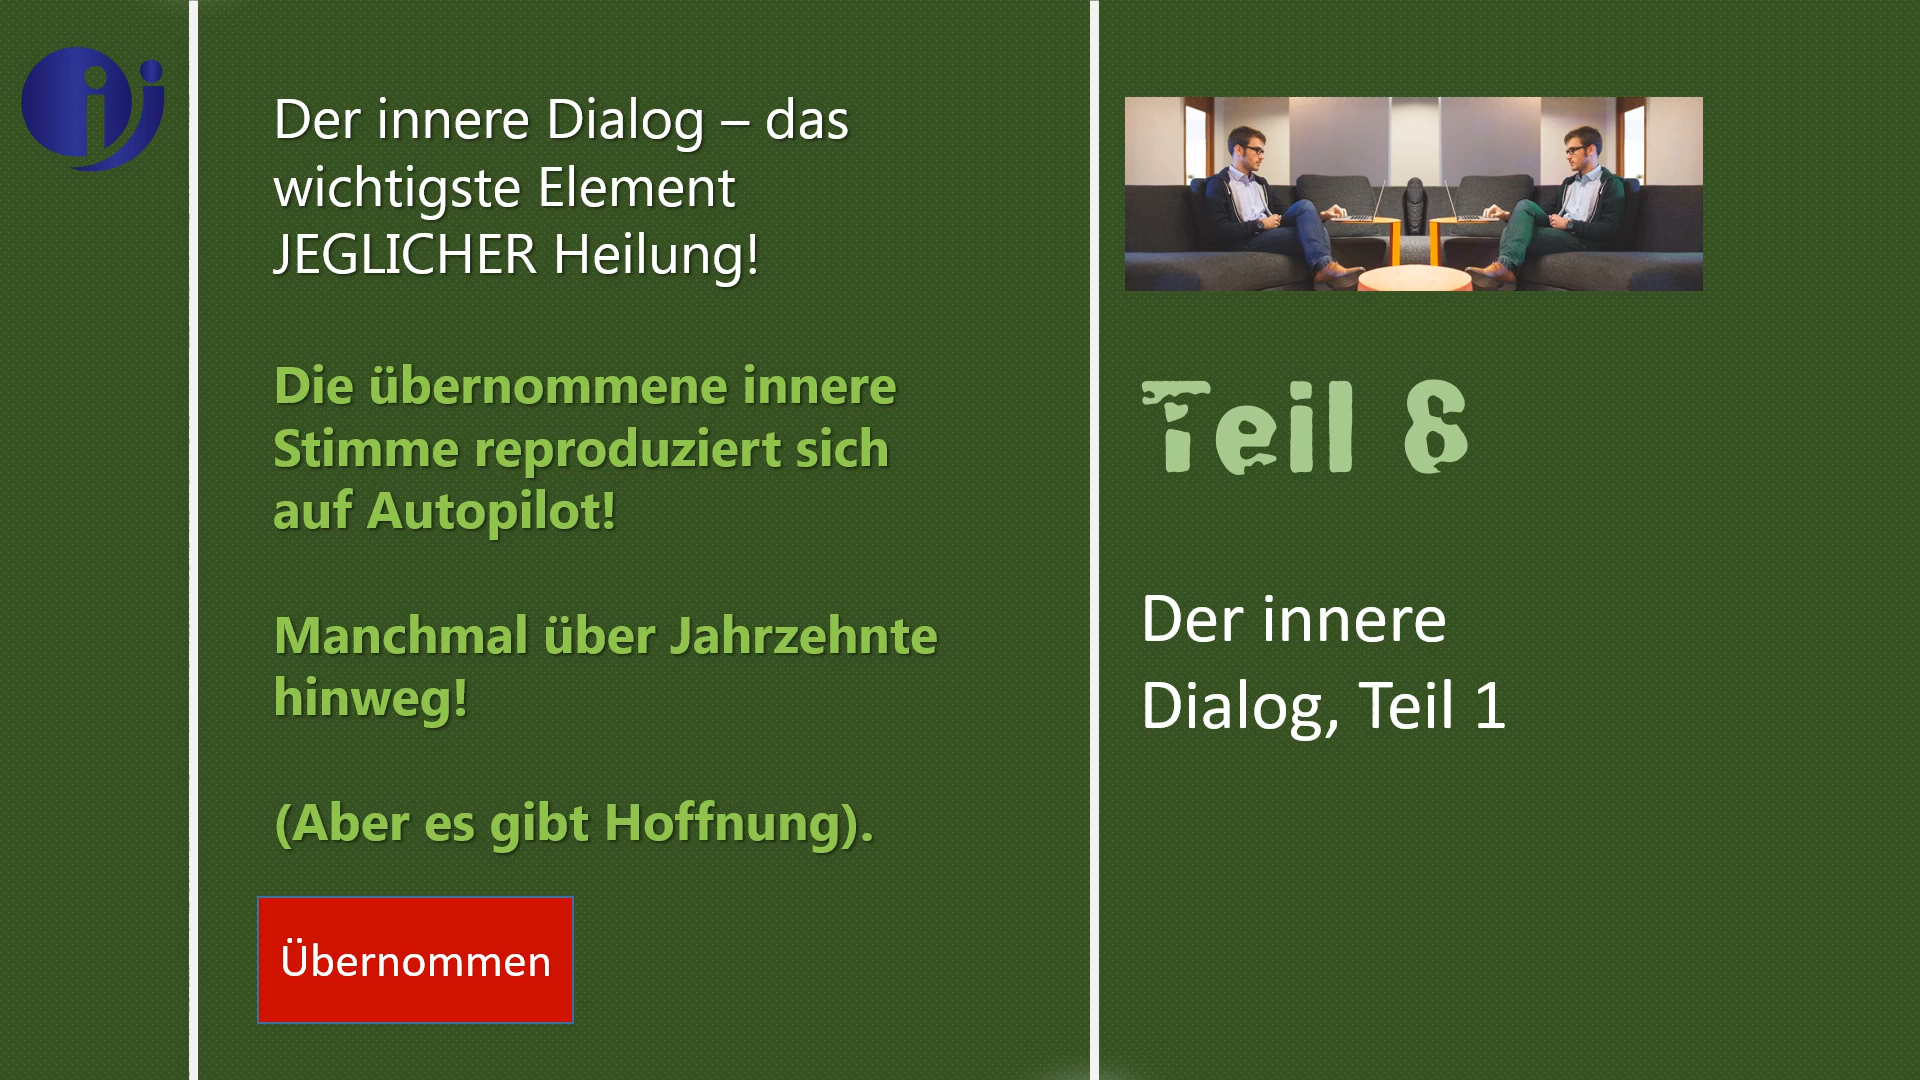 Der innere Dialog – das
wichtigste Element
JEGLICHER Heilung!
Die übernommene innere
Stimme reproduziert sich
auf Autopilot!
Manchmal über Jahrzehnte
hinweg!
(Aber es gibt Hoffnung).
Übernommen
Teil 8
Der innere
Dialog, Teil 1